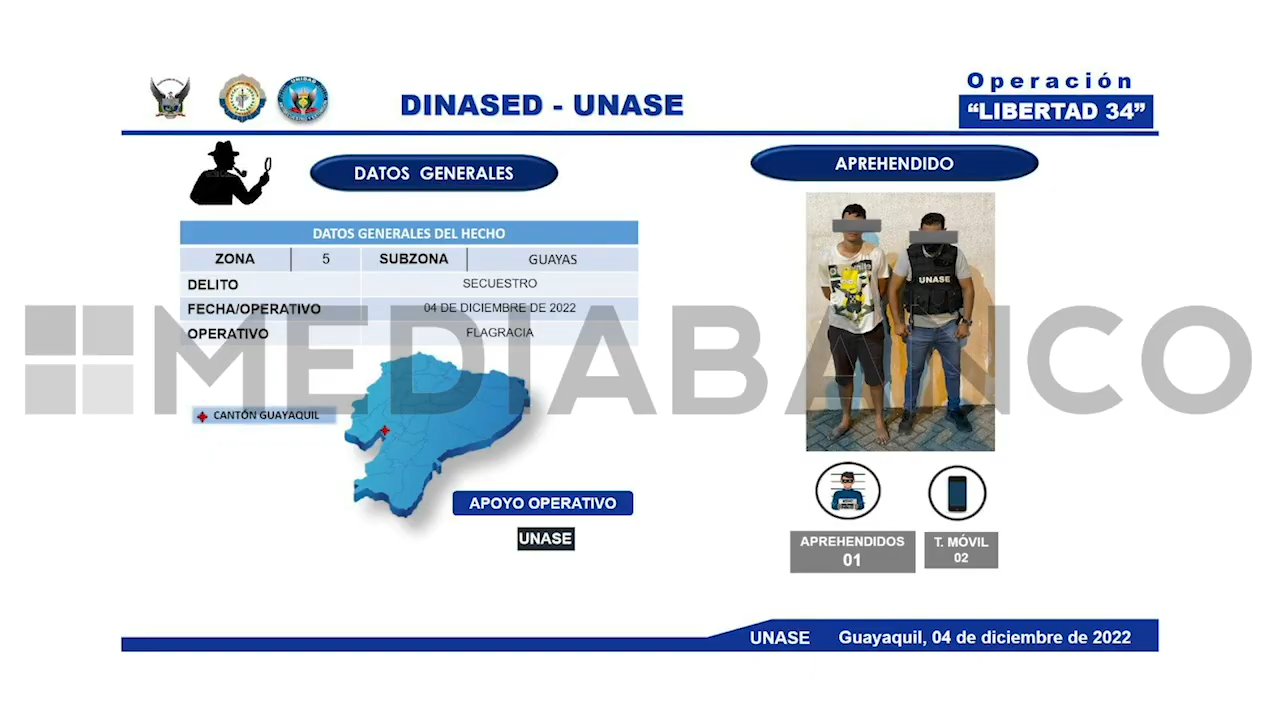 DINASED - UNASE
Operación
“LIBERTAD 34”
DATOS GENERALES
APREHENDIDO
DATOS GENERALES DEL HECHO
ZONA 5 SUBZONA GUAYAS
DELITO SECUESTRO
FECHA/OPERATIVO 04 DE DICIEMBRE DE 2022
OPERATIVO FLAGRACIA
UNASE
MEDIABANCO
CANTÓN GUAYAQUIL
APOYO OPERATIVO
UNASE
APREHENDIDOS
01
T. MÓVIL
02
UNASE Guayaquil, 04 de diciembre de 2022